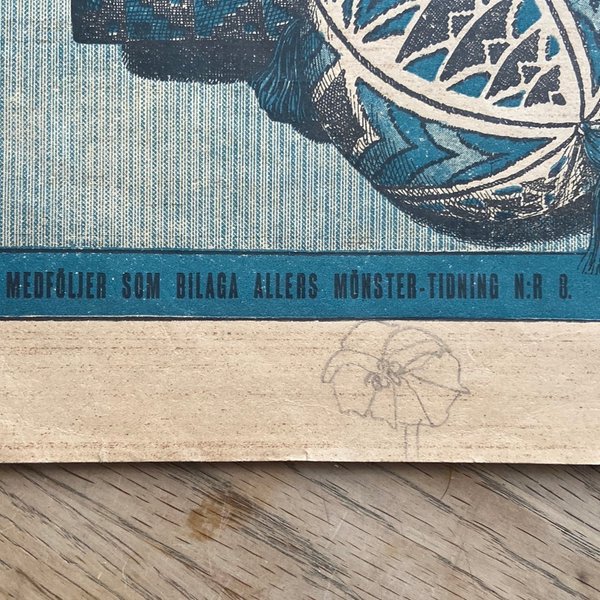 MEDFÖLJER SOM BILAGA ALLERS MÖNSTER-TIDNING N:R 8.